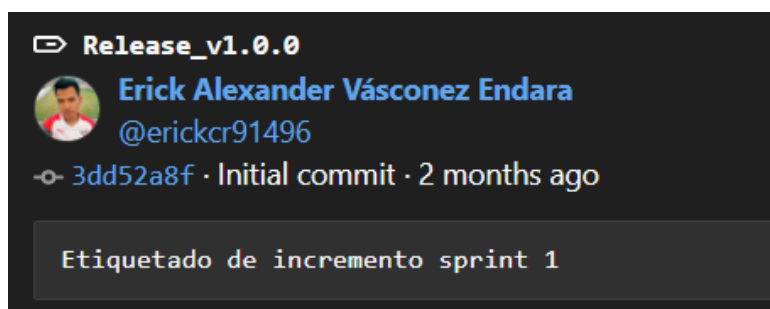 Release_v1.0.0
Erick Alexander Vásconez Endara
@erickcr91496
3dd52a8f · Initial commit · 2 months ago
Etiquetado de incremento sprint 1